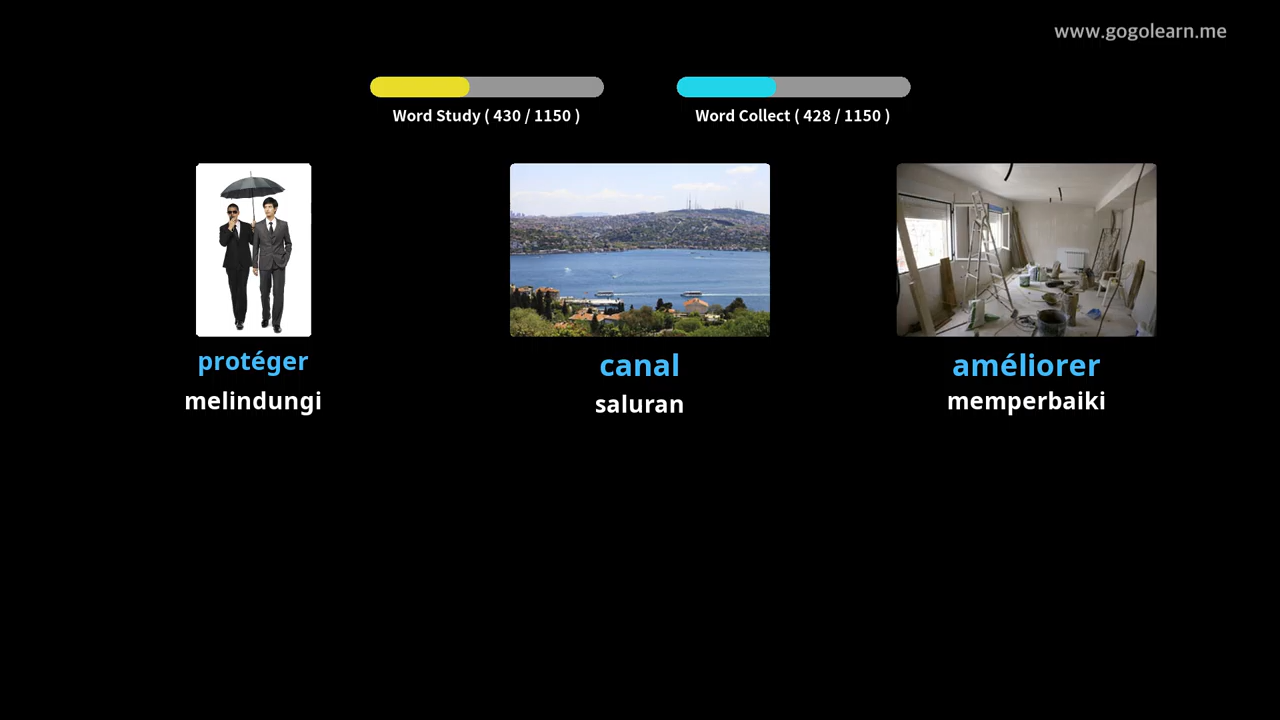 www.gogolearn.me
Word Study ( 430 / 1150 )
Word Collect ( 428 / 1150 )
protéger
melindungi
canal
saluran
améliorer
memperbaiki